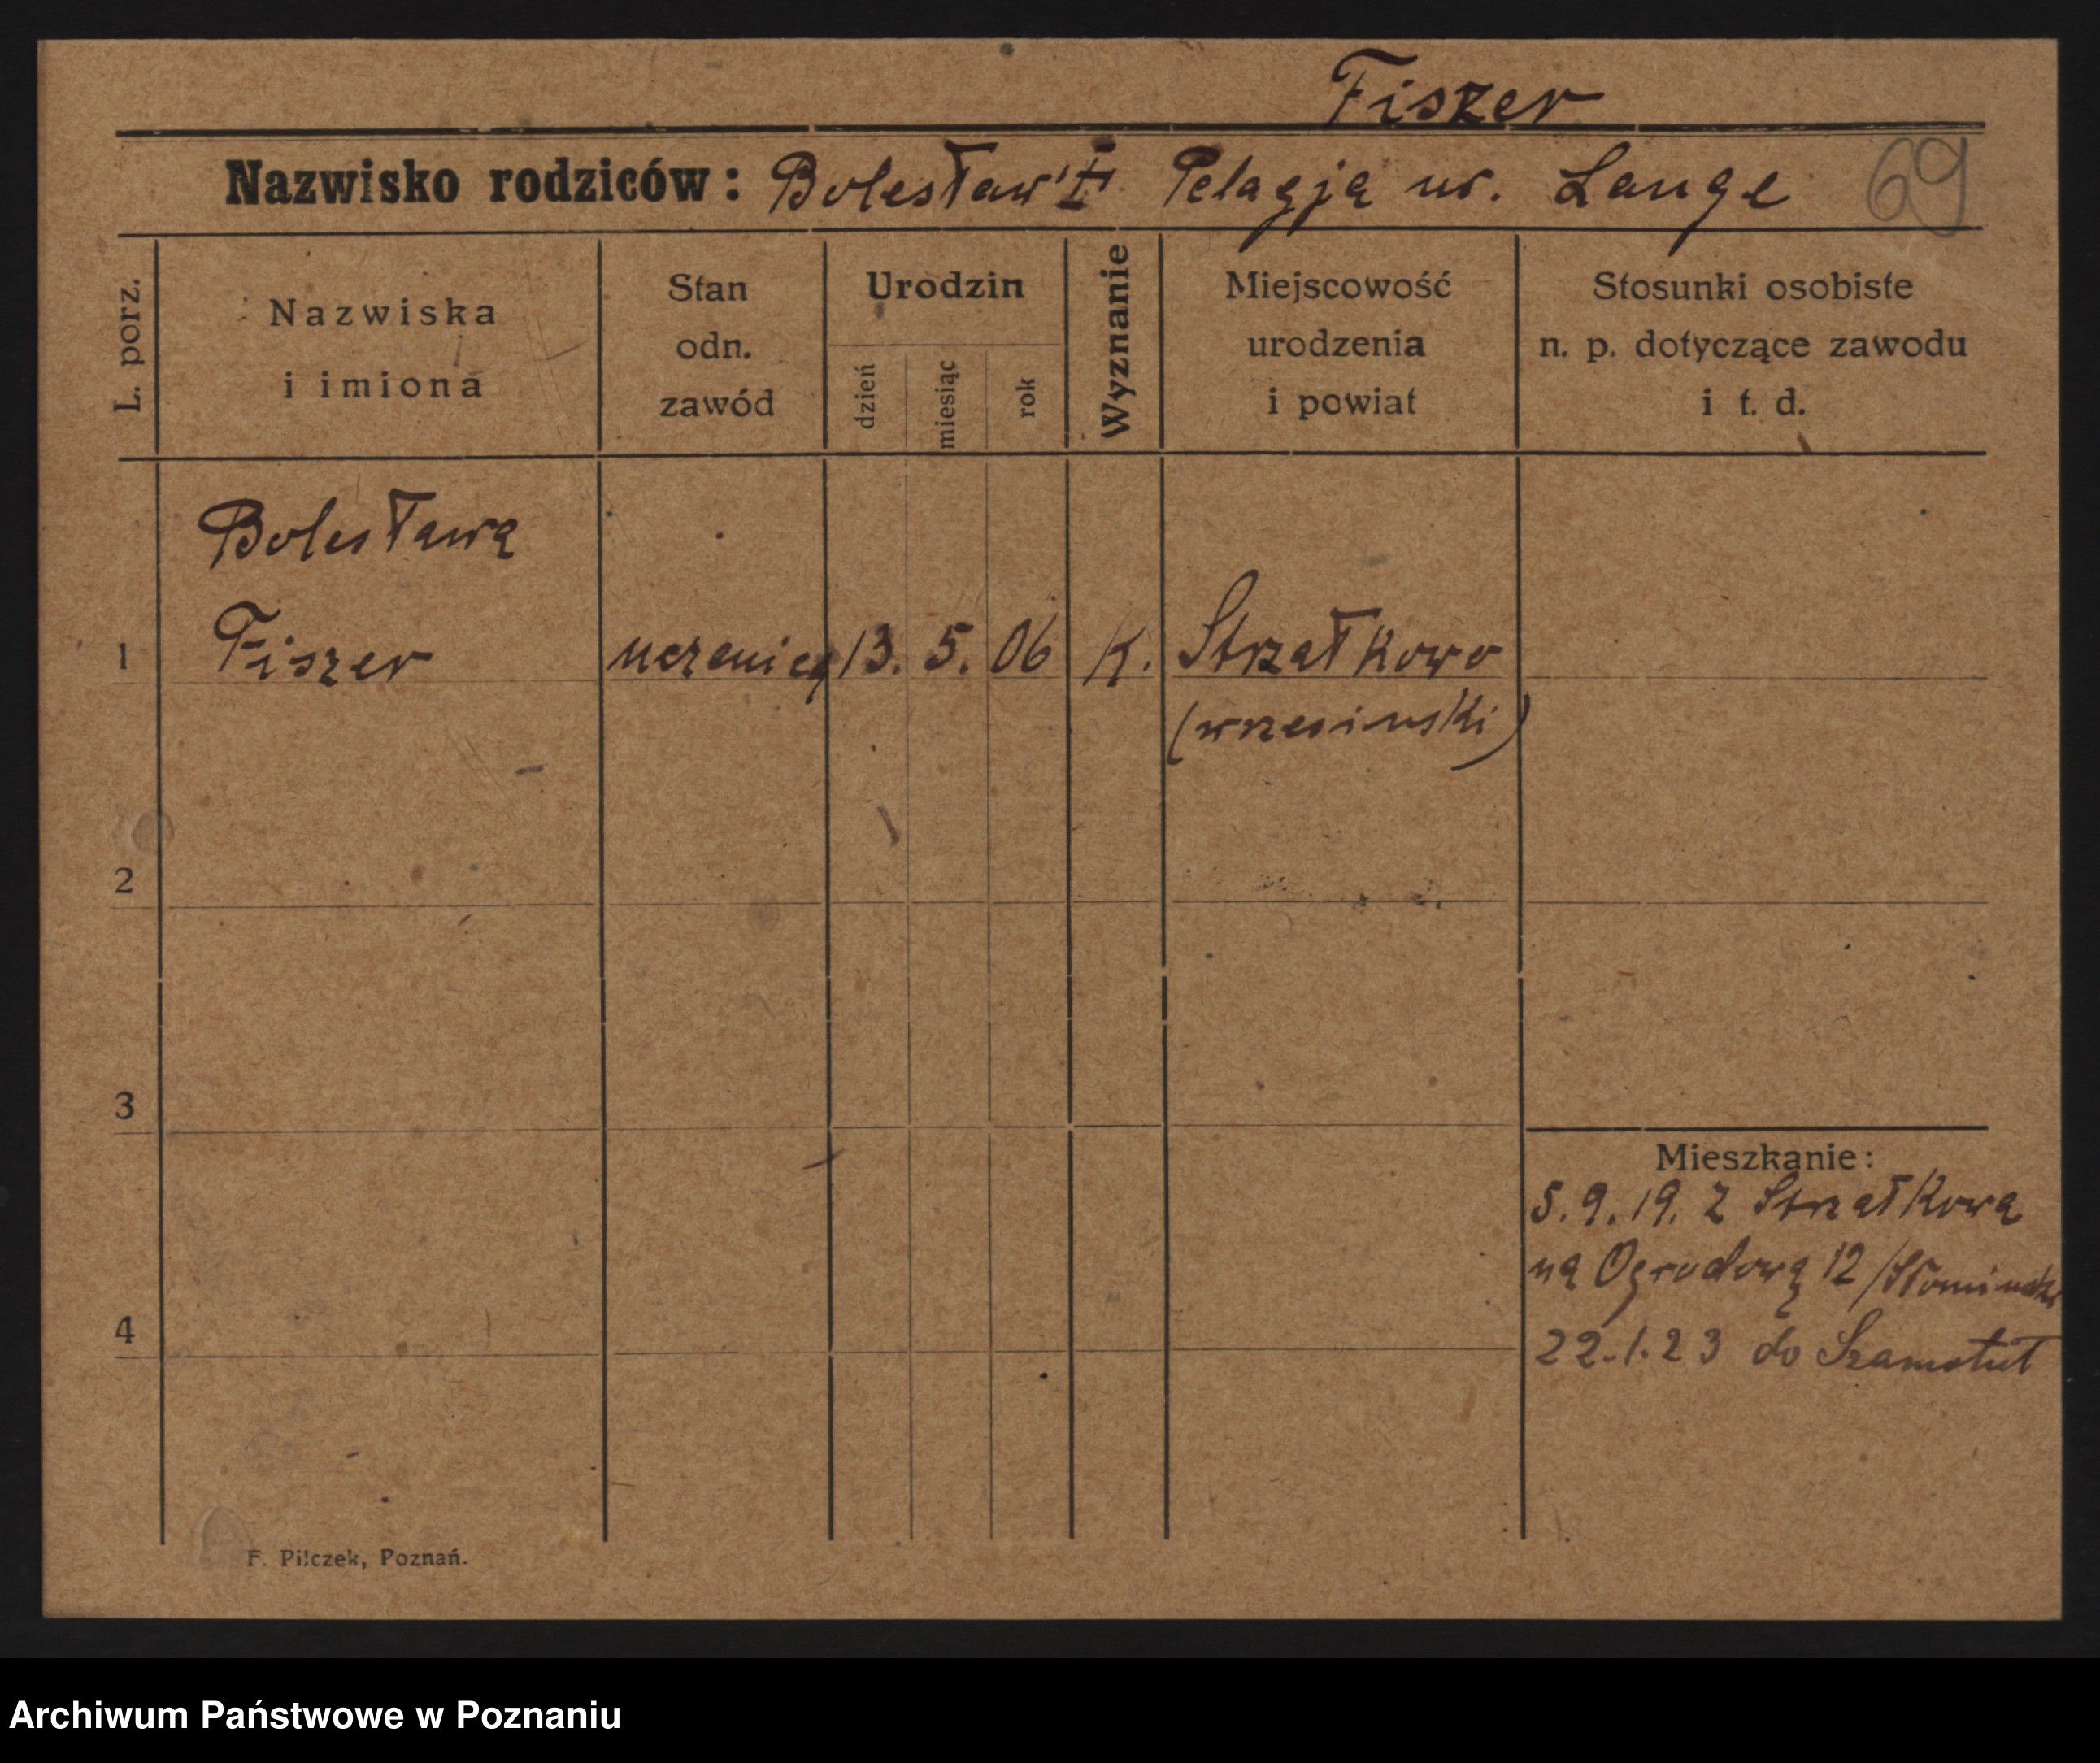 Fiszer
Nazwisko rodziców: Bolesław i Pelagja ur. Lange 69
L. porz.
Nazwiska
i imiona
Stan
odn.
zawód
Urodzin
dzień
miesiąc
rok
Wyznanie
Miejscowość
urodzenia
i powiat
Stosunki osobiste
n. p. dotyczące zawodu
i t. d.
Bolesława
1 Fiszer uczenica 13. 5. 06 K. Strzałkowo
(wrzesinski)
2
3
Mieszkanie:
5.9.19. z Strzałkowa
na Ogrodową 12
4
22.1.23 do Szamotuł
F. Pilczek, Poznań.
Archiwum Państwowe w Poznaniu